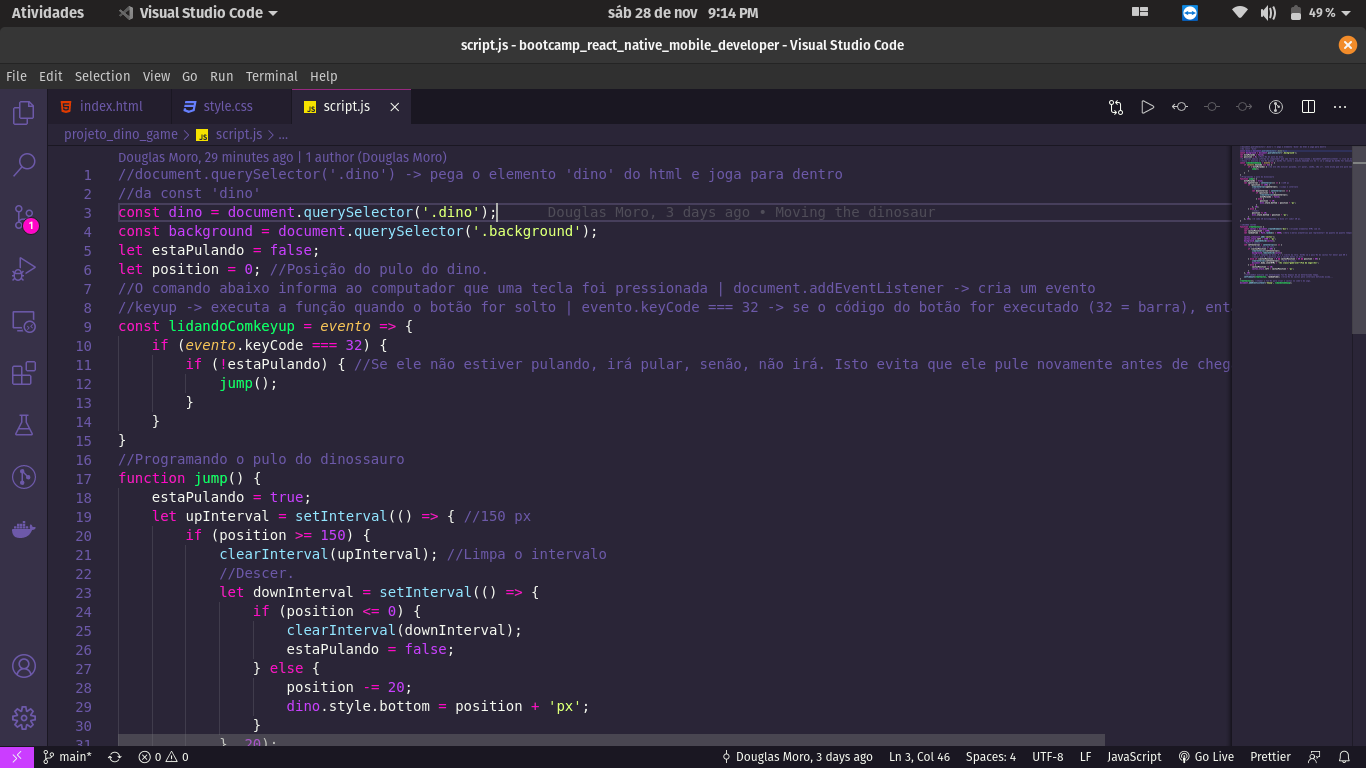 Atividades
Visual Studio Code
sáb 28 de nov 9:14 PM
49 %
script.js - bootcamp_react_native_mobile_developer - Visual Studio Code
File Edit Selection View Go Run Terminal Help
index.html
style.css
JS script.js
projeto_dino_game > JS script.js > ...
Douglas Moro, 29 minutes ago | 1 author (Douglas Moro)
1 //document.querySelector('.dino') -> pega o elemento 'dino' do html e joga para dentro
2 //da const 'dino'
3 const dino = document.querySelector('.dino'); Douglas Moro, 3 days ago • Moving the dinosaur
4 const background = document.querySelector('.background');
5 let estaPulando = false;
6 let position = 0; //Posição do pulo do dino.
7 //O comando abaixo informa ao computador que uma tecla foi pressionada | document.addEventListener -> cria um evento
8 //keyup -> executa a função quando o botão for solto | evento.keyCode === 32 -> se o código do botão for executado (32 = barra), ent
9 const lidandoComkeyup = evento => {
10 if (evento.keyCode === 32) {
11 if (!estaPulando) { //Se ele não estiver pulando, irá pular, senão, não irá. Isto evita que ele pule novamente antes de cheg
12 jump();
13 }
14 }
15 }
16 //Programando o pulo do dinossauro
17 function jump() {
18 estaPulando = true;
19 let upInterval = setInterval(() => { //150 px
20 if (position >= 150) {
21 clearInterval(upInterval); //Limpa o intervalo
22 //Descer.
23 let downInterval = setInterval(() => {
24 if (position <= 0) {
25 clearInterval(downInterval);
26 estaPulando = false;
27 } else {
28 position -= 20;
29 dino.style.bottom = position + 'px';
30 }
31 }, 20);
1
main* 0 0 Douglas Moro, 3 days ago Ln 3, Col 46 Spaces: 4 UTF-8 LF JavaScript Go Live Prettier